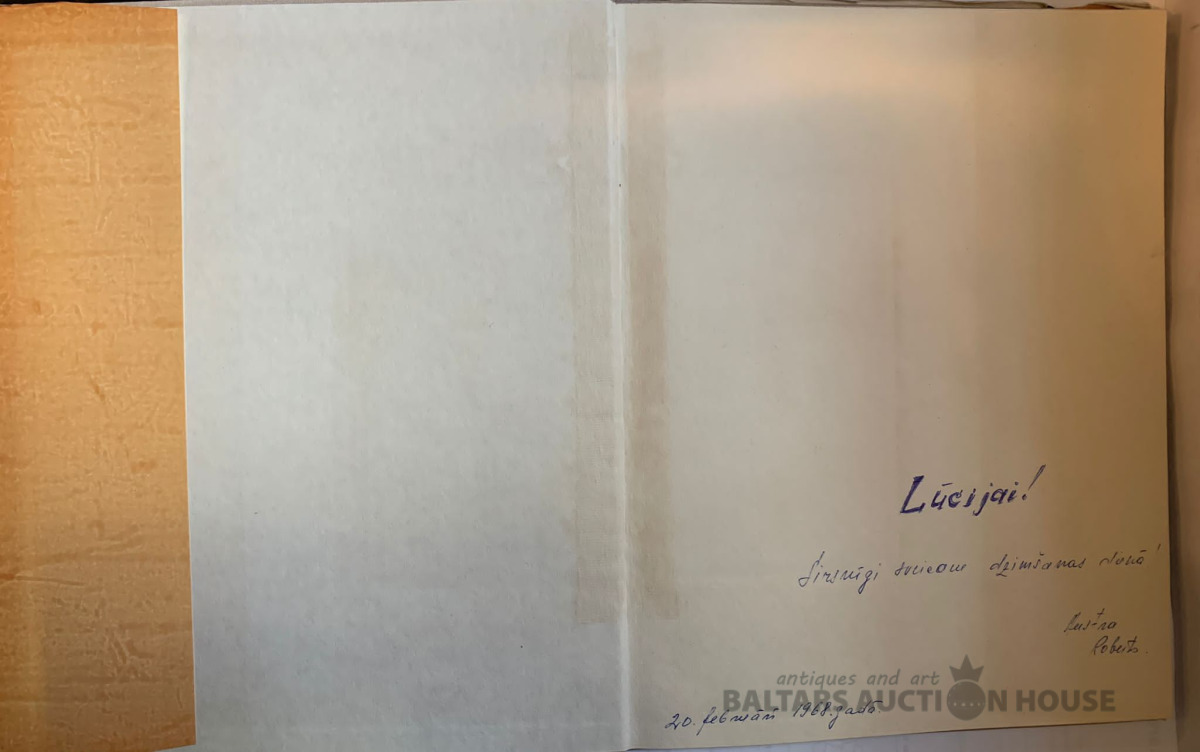 Lūcijai!
Sirsnīgi sveicam dzimšanas dienā!
Austra
Roberts.
antiques and art
BALTARS AUCTION HOUSE
20. februārī 1968. gadā.